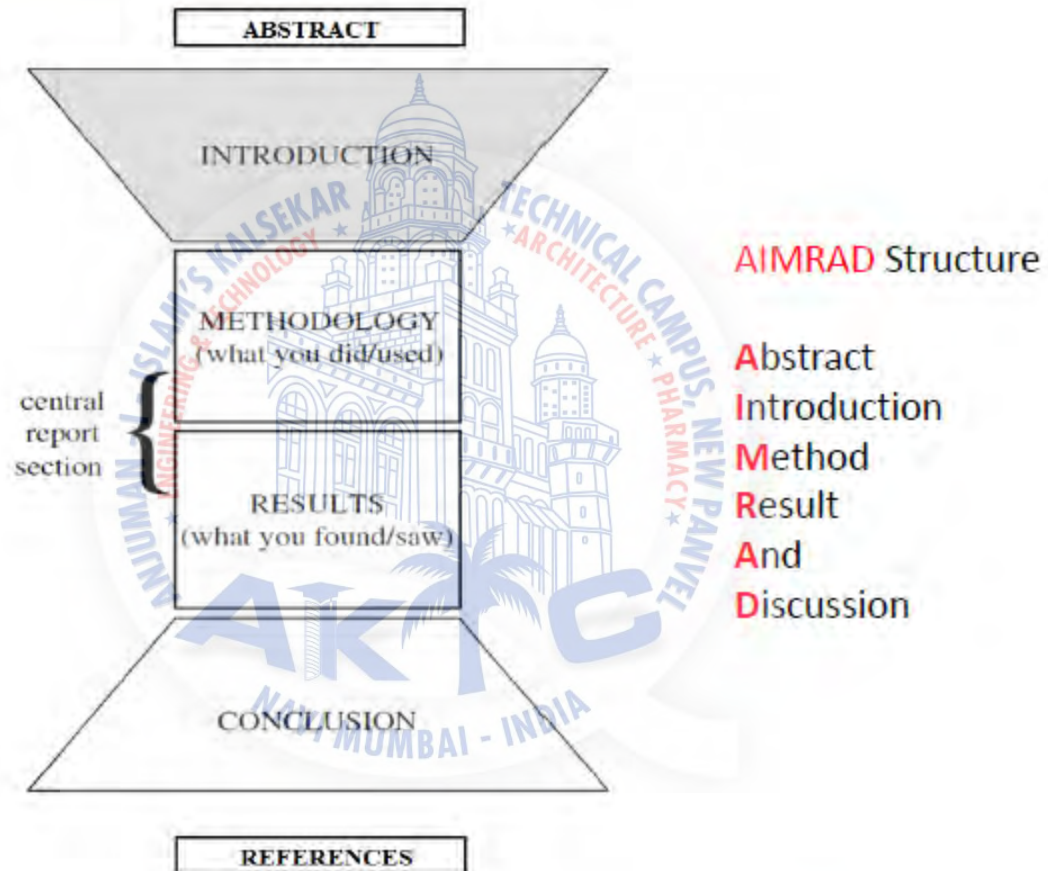 ABSTRACT
INTRODUCTION
METHODOLOGY
(what you did/used)
central
report
section
RESULTS
(what you found/saw)
CONCLUSION
REFERENCES
AIMRAD Structure
Abstract
Introduction
Method
Result
And
Discussion
ANJUMAN-I-ISLAM'S KALSEKAR TECHNICAL CAMPUS, NEW PANVEL
ENGINEERING & TECHNOLOGY ★ ★ ARCHITECTURE ★ PHARMACY ★
AKTC
NAVI MUMBAI - INDIA